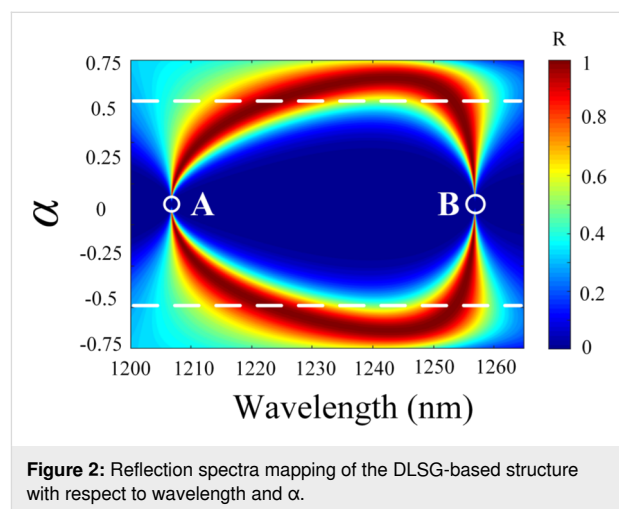 R
0.75
0.5
0.25
0
-0.25
-0.5
-0.75
α
A
B
1
0.8
0.6
0.4
0.2
0
1200 1210 1220 1230 1240 1250 1260
Wavelength (nm)
Figure 2: Reflection spectra mapping of the DLSG-based structure
with respect to wavelength and α.